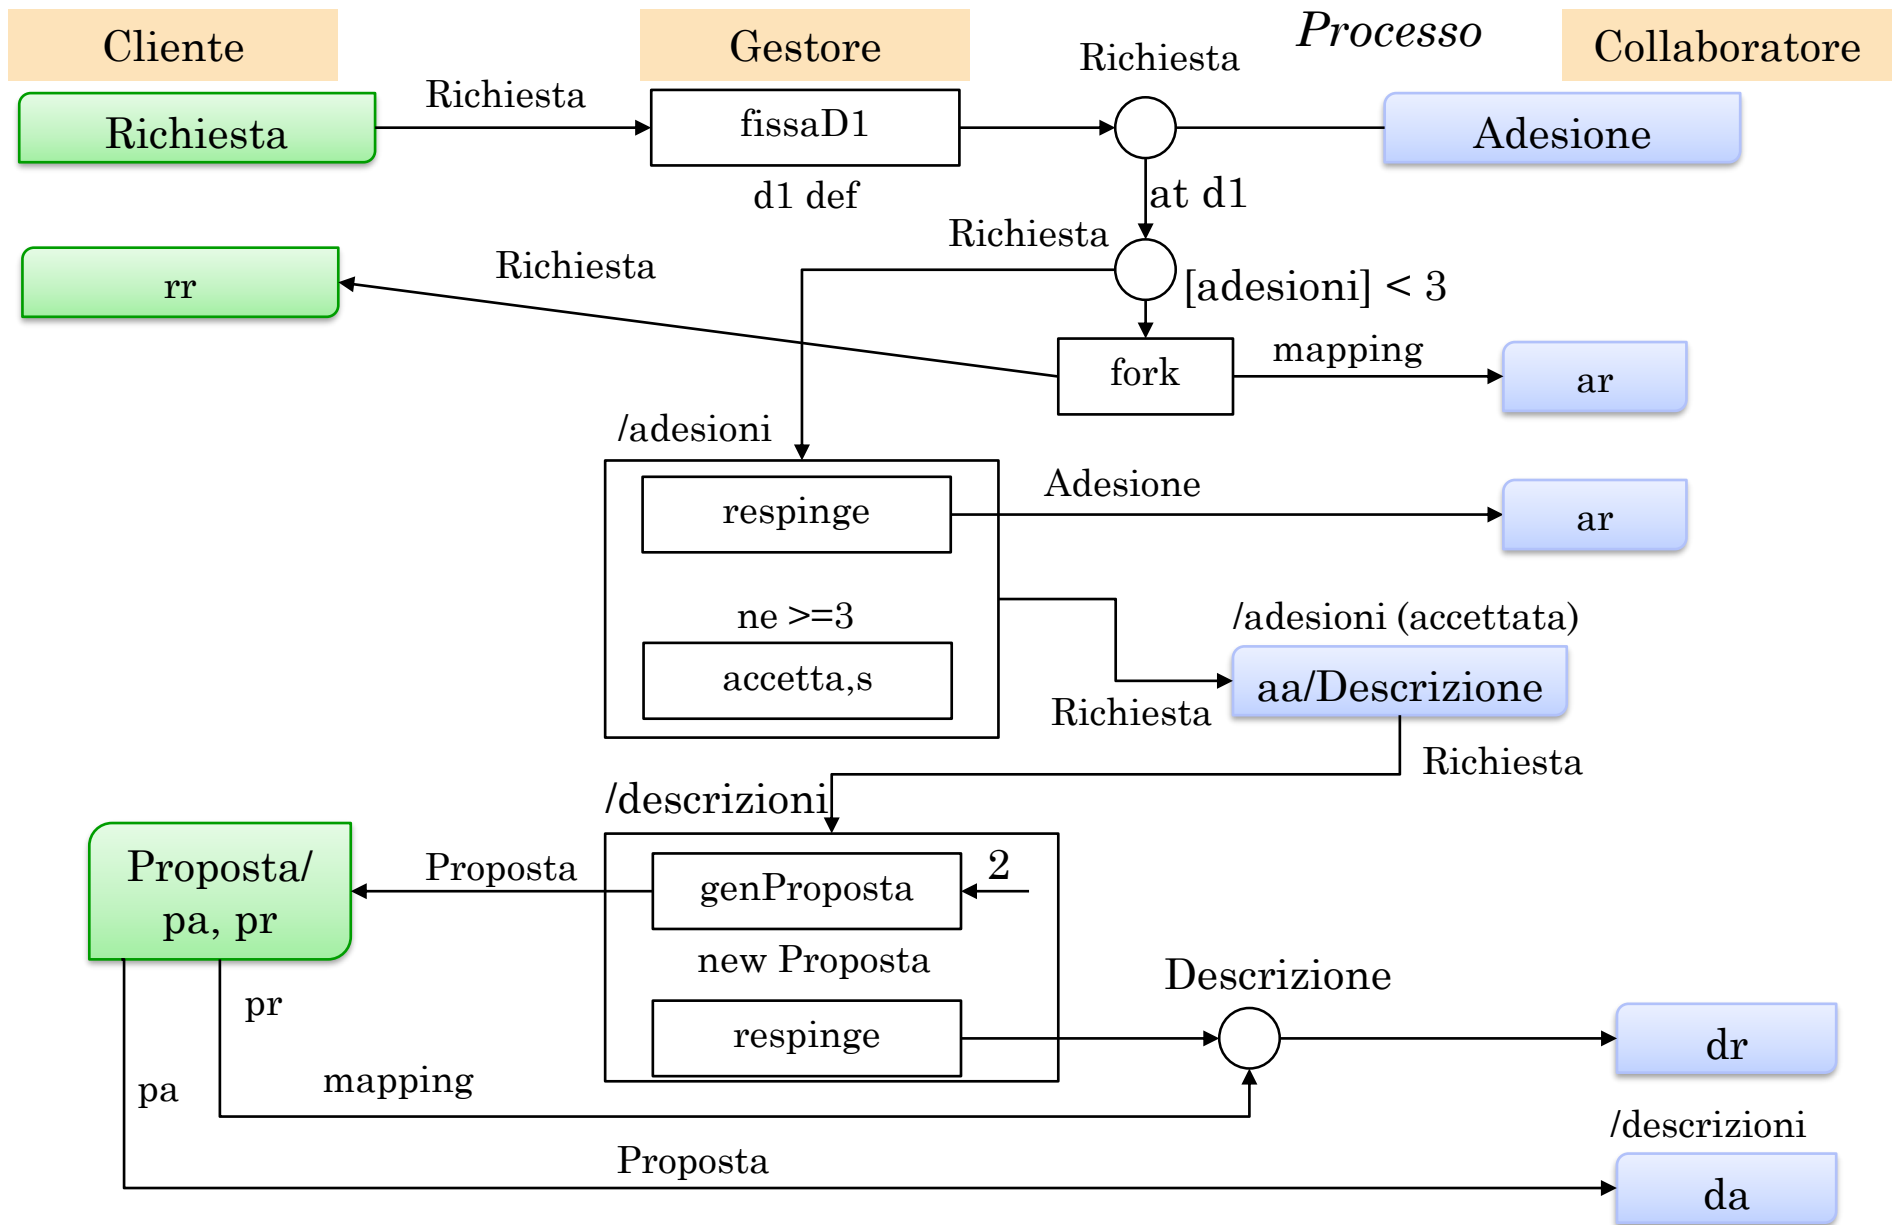 Cliente
Gestore
Processo
Collaboratore
Richiesta
Richiesta
Richiesta
fissaD1
Adesione
d1 def
at d1
Richiesta
rr
Richiesta
[adesioni] < 3
fork
mapping
ar
/adesioni
respinge
Adesione
ar
ne >=3
/adesioni (accettata)
accetta,s
aa/Descrizione
Richiesta
Richiesta
/descrizioni
Proposta/
pa, pr
Proposta
genProposta
2
new Proposta
Descrizione
pr
respinge
dr
pa
mapping
/descrizioni
Proposta
da